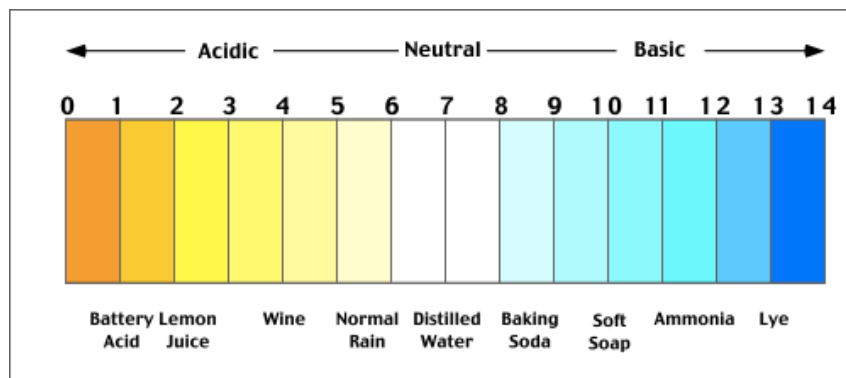 Acidic Neutral Basic
0 1 2 3 4 5 6 7 8 9 10 11 12 13 14
Battery Lemon Wine Normal Distilled Baking Soft Ammonia Lye
Acid Juice Rain Water Soda Soap